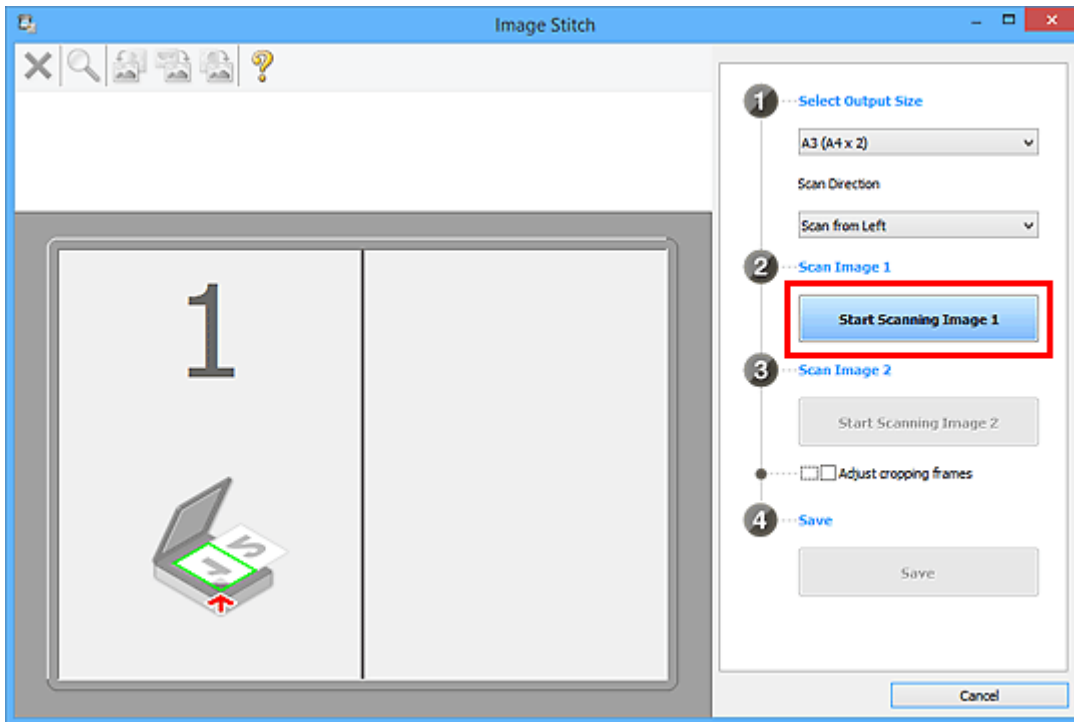 Image Stitch
1
1 Select Output Size
A3 (A4 x 2)
Scan Direction
Scan from Left
2 Scan Image 1
Start Scanning Image 1
3 Scan Image 2
Start Scanning Image 2
Adjust cropping frames
4 Save
Save
Cancel